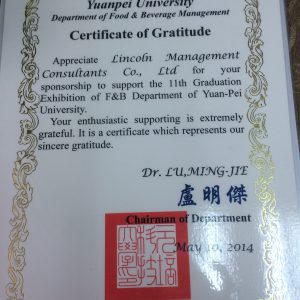 Yuanpei University
Department of Food & Beverage Management
Certificate of Gratitude
Appreciate Lincoln Management
Consultants Co., Ltd for your
sponsorship to support the 11th Graduation
Exhibition of F&B Department of Yuan-Pei
University.
Your enthusiastic supporting is extremely
grateful. It is a certificate which represents our
sincere gratitude.
Dr. LU,MING-JIE
盧明傑
Chairman of Department
May 10, 2014